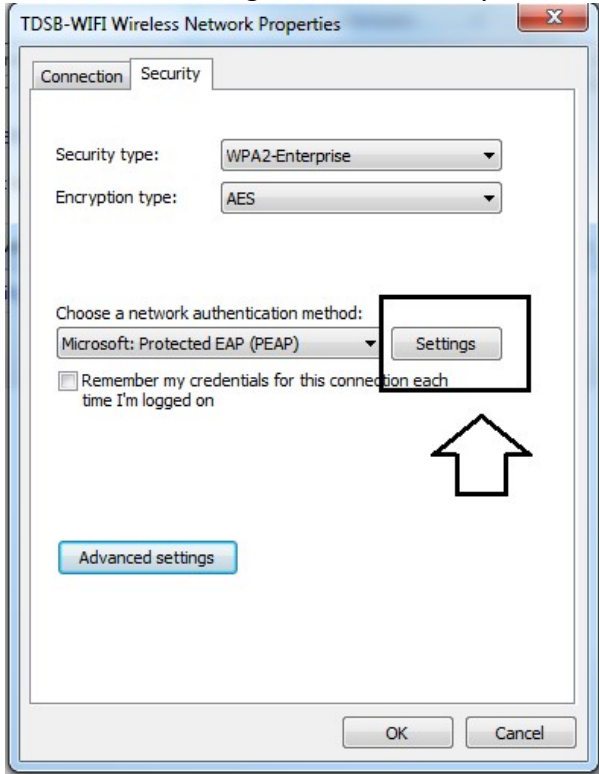 TDSB-WIFI Wireless Network Properties
Connection Security
Security type: WPA2-Enterprise
Encryption type: AES
Choose a network authentication method:
Microsoft: Protected EAP (PEAP) Settings
Remember my credentials for this connection each
time I'm logged on
Advanced settings
OK Cancel